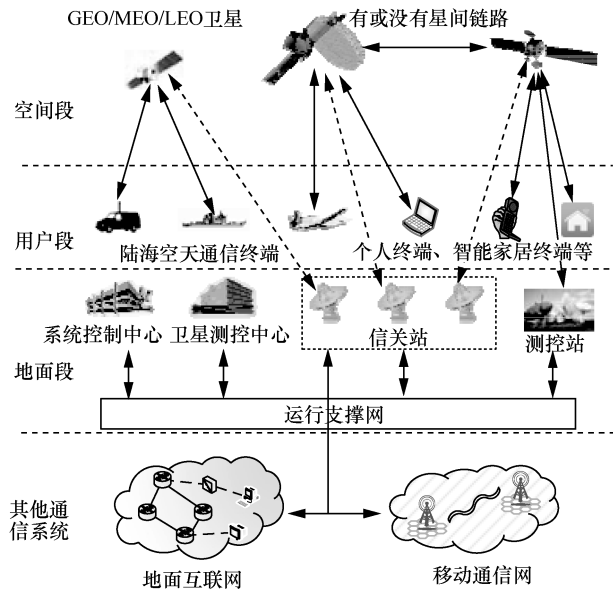 GEO/MEO/LEO卫星
有或没有星间链路
空间段
用户段
陆海空天通信终端
个人终端、智能家居终端等
系统控制中心
卫星测控中心
信关站
测控站
地面段
运行支撑网
其他通
信系统
地面互联网
移动通信网